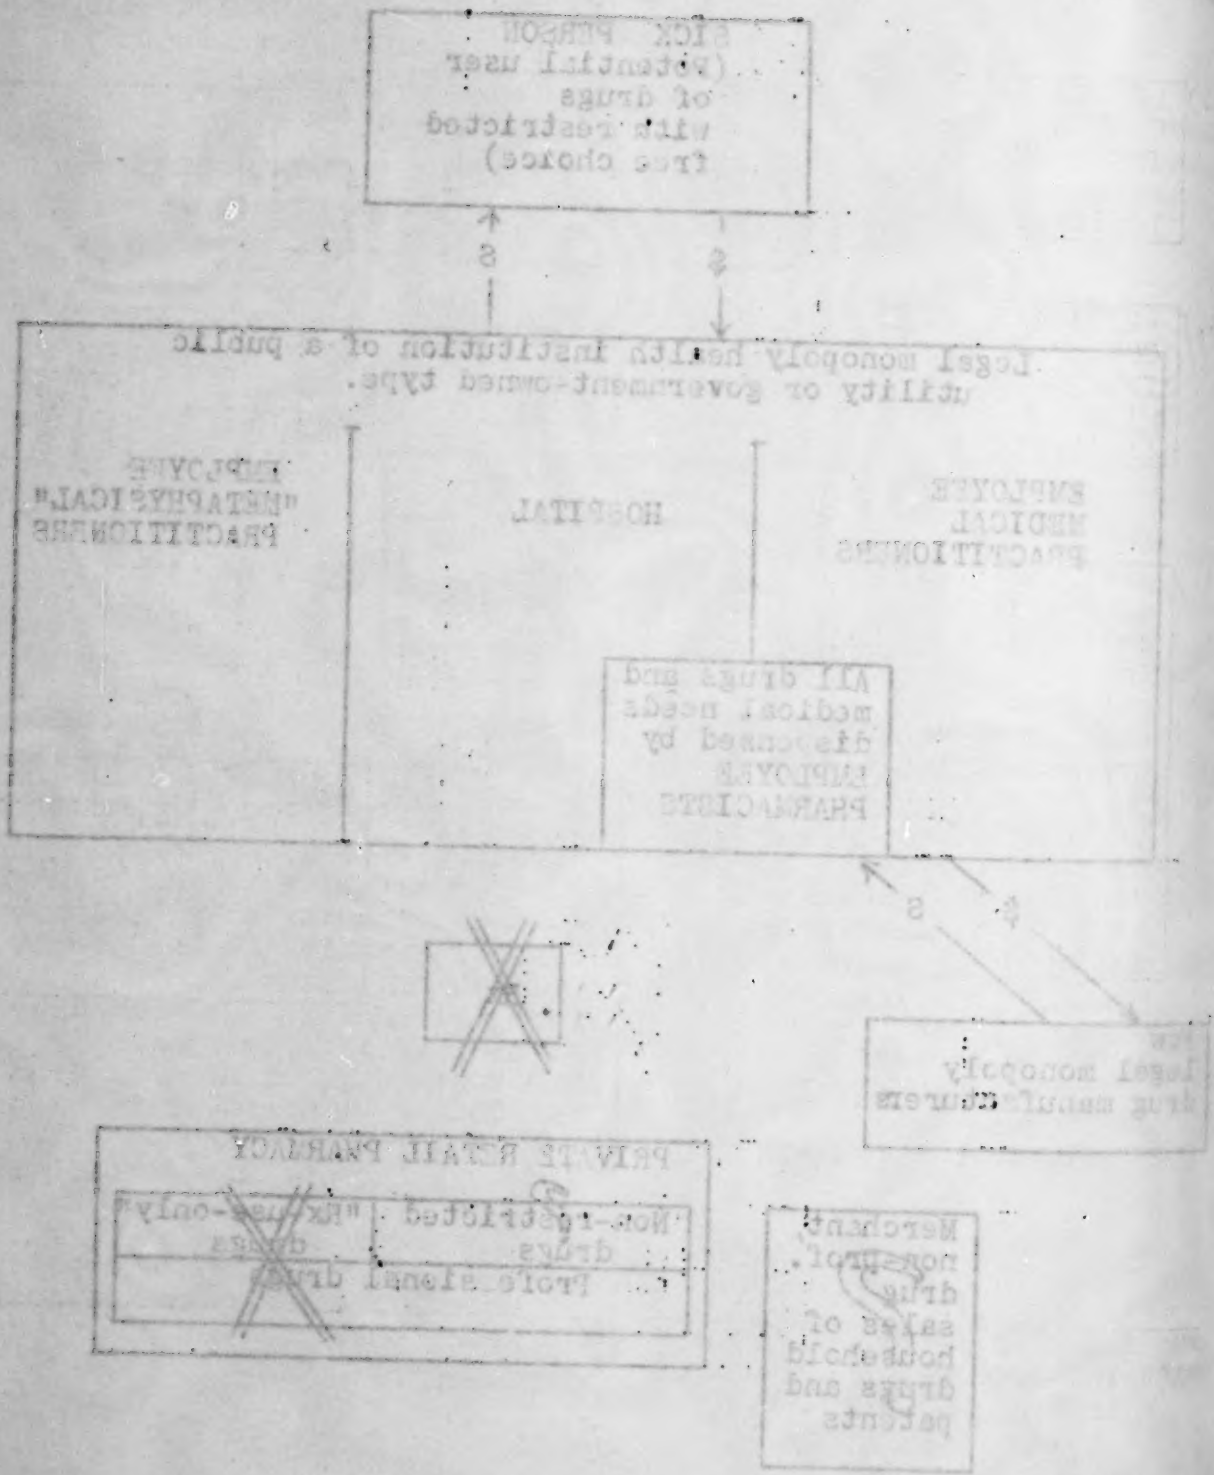 SICK PERSON
(Potential user
of drugs
with restricted
free choice)
S
$
Legal monopoly health institution of a public
utility or government-owned type.
EMPLOYEE
MEDICAL
PRACTITIONERS
HOSPITAL
EMPLOYEE
"METAPHYSICAL"
PRACTITIONERS
All drugs and
medical needs
dispensed by
EMPLOYEE
PHARMACISTS
$
S
legal monopoly
drug manufacturers
PRIVATE RETAIL PHARMACY
Non-restricted
drugs
"Rx-use-only"
drugs
Professional drugs
Merchant,
non-prof.
drug
sales of
household
drugs and
patents